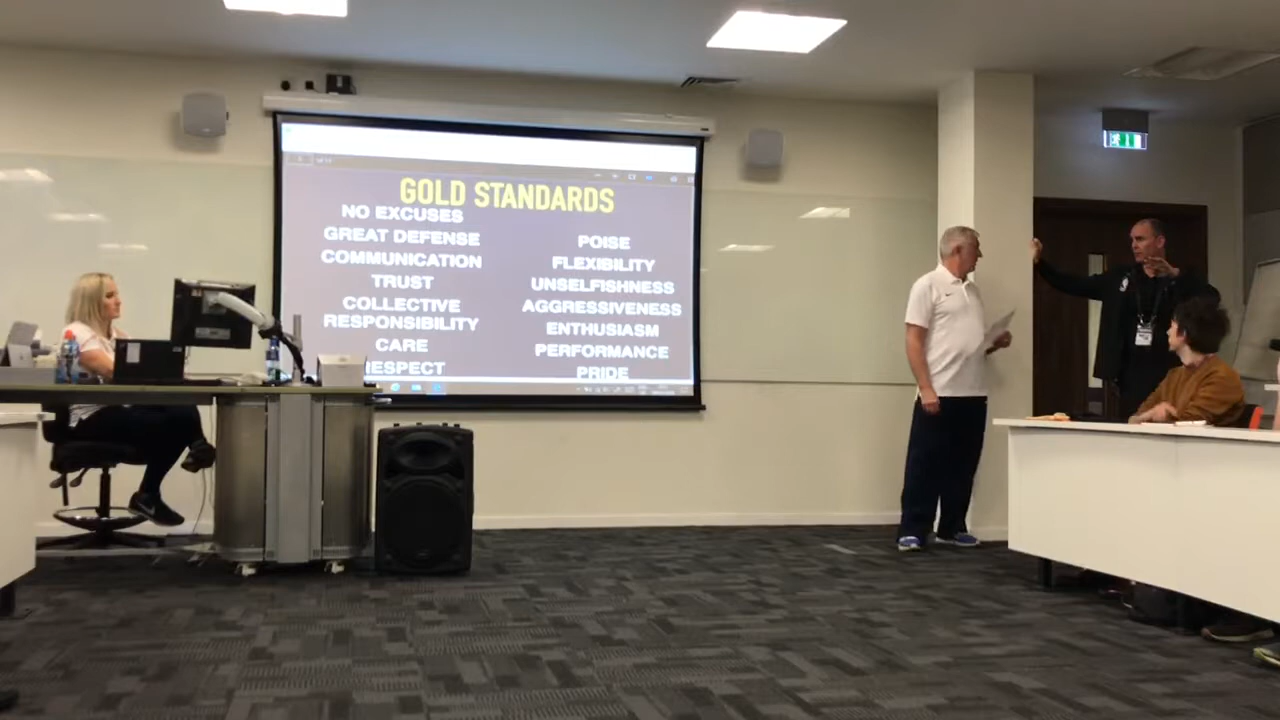 GOLD STANDARDS
NO EXCUSES
GREAT DEFENSE
COMMUNICATION
TRUST
COLLECTIVE
RESPONSIBILITY
CARE
RESPECT
POISE
FLEXIBILITY
UNSELFISHNESS
AGGRESSIVENESS
ENTHUSIASM
PERFORMANCE
PRIDE